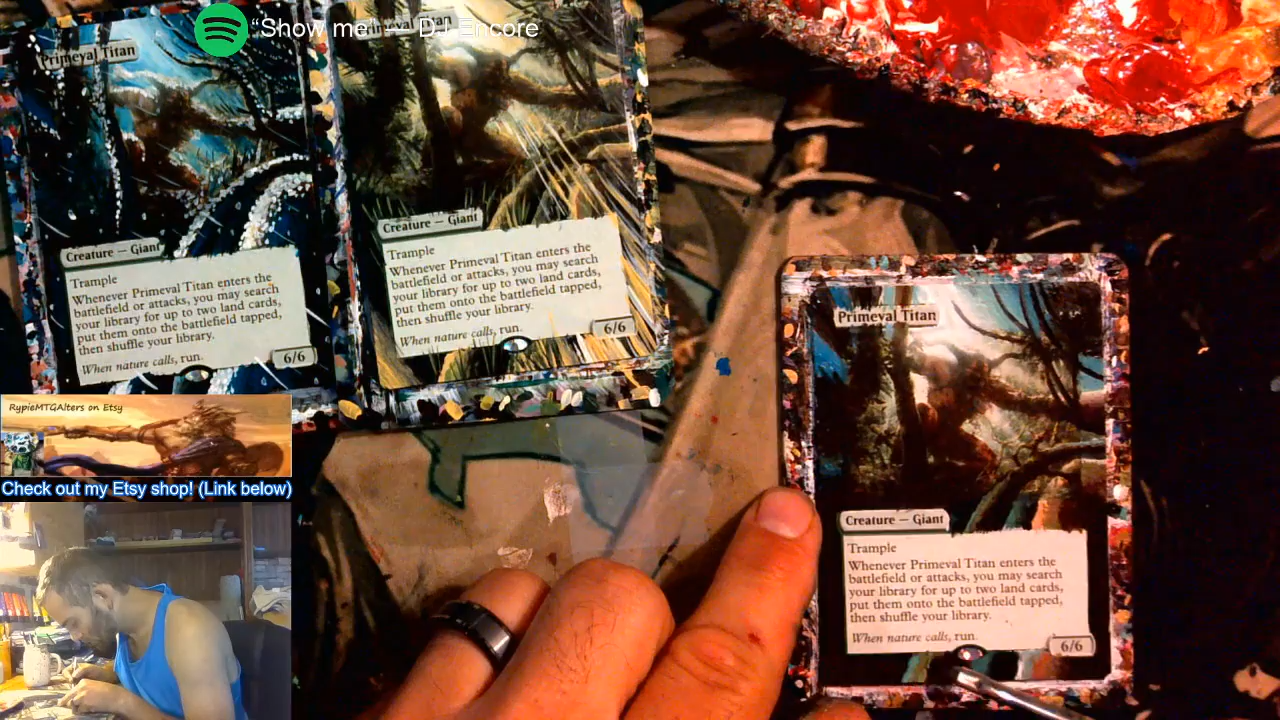 "Show me" — DJ Encore
Primeval Titan
Creature — Giant
Trample
Whenever Primeval Titan enters the
battlefield or attacks, you may search
your library for up to two land cards,
put them onto the battlefield tapped,
then shuffle your library.
When nature calls, run.
6/6
Primeval Titan
Creature — Giant
Trample
Whenever Primeval Titan enters the
battlefield or attacks, you may search
your library for up to two land cards,
put them onto the battlefield tapped,
then shuffle your library.
When nature calls, run.
6/6
Primeval Titan
Creature — Giant
Trample
Whenever Primeval Titan enters the
battlefield or attacks, you may search
your library for up to two land cards,
put them onto the battlefield tapped,
then shuffle your library.
When nature calls, run.
6/6
RypieMTGAlters on Etsy
Check out my Etsy shop! (Link below)